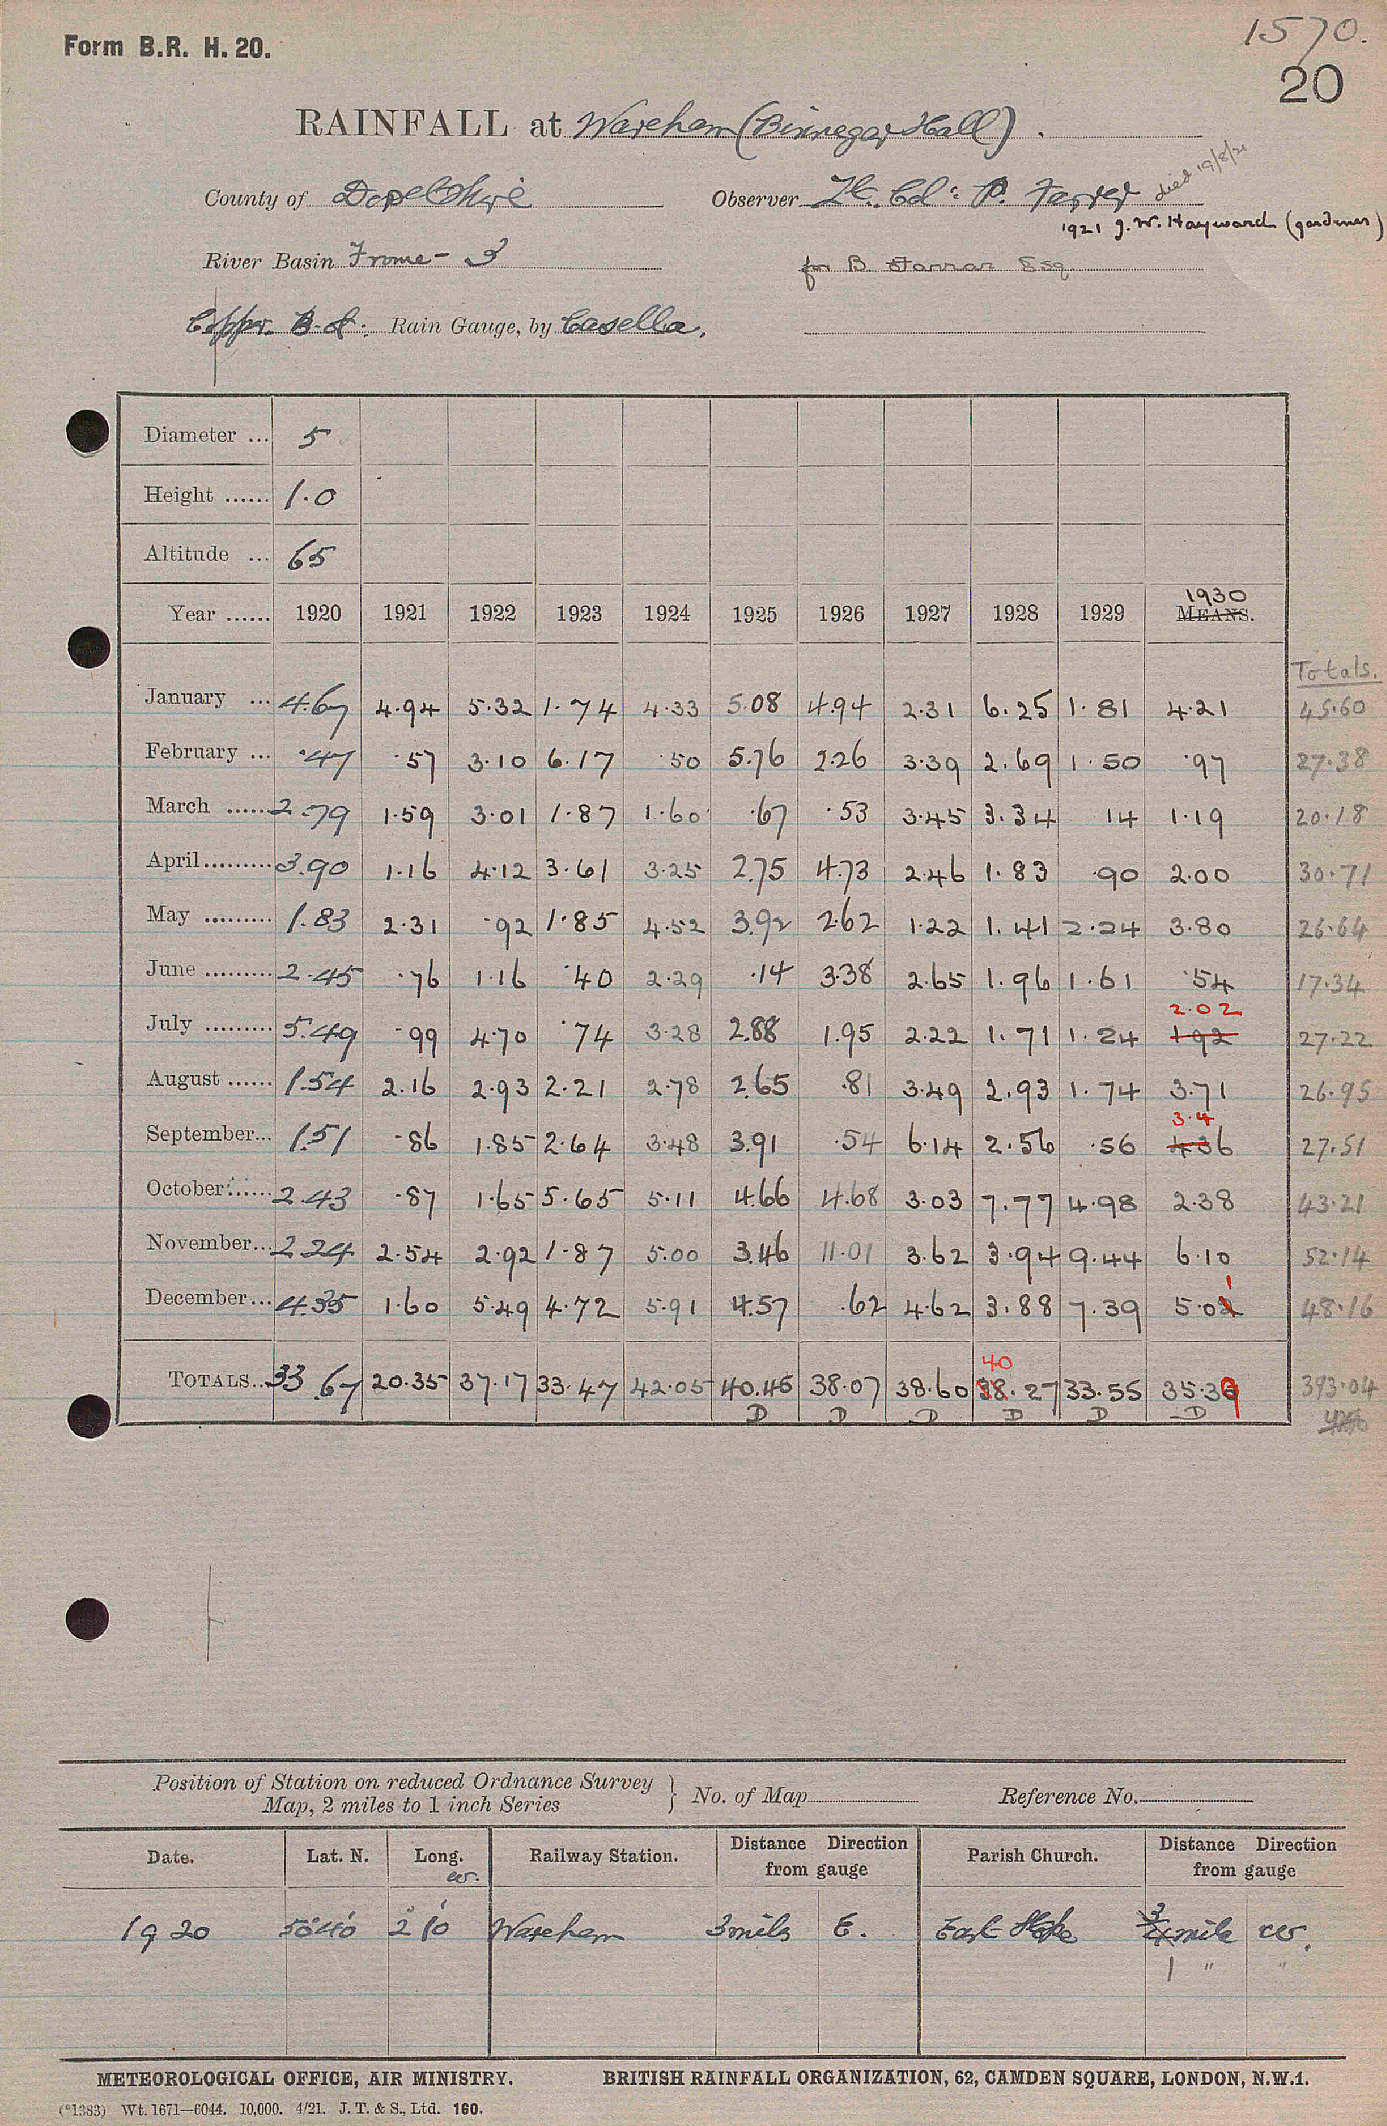 Form B.R. H. 20.
1570.
20
RAINFALL at Wareham (Binnegar Hall).
County of Dorsetshire Observer Lt. Col: P. Farrer died 19/8/21
1921 J. W. Hayward (gardener)
River Basin Frome - 3 for B Farrar Esq
Copper Rain Gauge, by Casella.
Diameter ... 5
Height ...... 1.0
Altitude ... 65
Year ...... 1920 1921 1922 1923 1924 1925 1926 1927 1928 1929 1930 MEANS.
Totals.
January ... 4.67 4.94 5.32 1.74 4.33 5.08 4.94 2.31 6.25 1.81 4.21 45.60
February ... .47 .57 3.10 6.17 .50 5.76 2.26 3.39 2.69 1.50 .97 27.38
March ...... 2.79 1.59 3.01 1.87 1.60 .67 .53 3.45 3.34 14 1.19 20.18
April ......... 3.90 1.16 4.12 3.61 3.25 2.75 4.73 2.46 1.83 .90 2.00 30.71
May ......... 1.83 2.31 .92 1.85 4.52 3.92 2.62 1.22 1.41 2.24 3.80 26.64
June ......... 2.45 .76 1.16 .40 2.29 .14 3.38 2.65 1.96 1.61 .54 17.34
2.02
July ......... 5.49 .99 4.70 .74 3.28 2.88 1.95 2.22 1.71 1.24 1.92 27.22
August ...... 1.54 2.16 2.93 2.21 2.78 2.65 .81 3.49 2.93 1.74 3.71 26.95
3.4
September... 1.51 .86 1.85 2.64 3.48 3.91 .54 6.14 2.56 .56 4.36 27.51
October ...... 2.43 .87 1.65 5.65 5.11 4.66 4.68 3.03 7.77 4.98 2.38 43.21
November... 2.24 2.54 2.92 1.87 5.00 3.46 11.01 3.62 3.94 9.44 6.10 52.14
December... 4.35 1.60 5.49 4.72 5.91 4.57 .62 4.62 3.88 7.39 5.01 48.16
40
TOTALS... 33.67 20.35 37.17 33.47 42.05 40.45 38.07 38.60 38.27 33.55 35.39 393.04
D D D D D D
Position of Station on reduced Ordnance Survey
Map, 2 miles to 1 inch Series } No. of Map Reference No.
Date. Lat. N. Long. W. Railway Station. Distance Direction from gauge Parish Church. Distance Direction from gauge
1920 50°40' 2°10' Wareham 3 mils E. East Stoke 3/4 mile W.
1 " "
METEOROLOGICAL OFFICE, AIR MINISTRY. BRITISH RAINFALL ORGANIZATION, 62, CAMDEN SQUARE, LONDON, N.W.1.
(*1383) Wt. 1671—6044. 10,000. 4/21. J. T. & S., Ltd. 160.